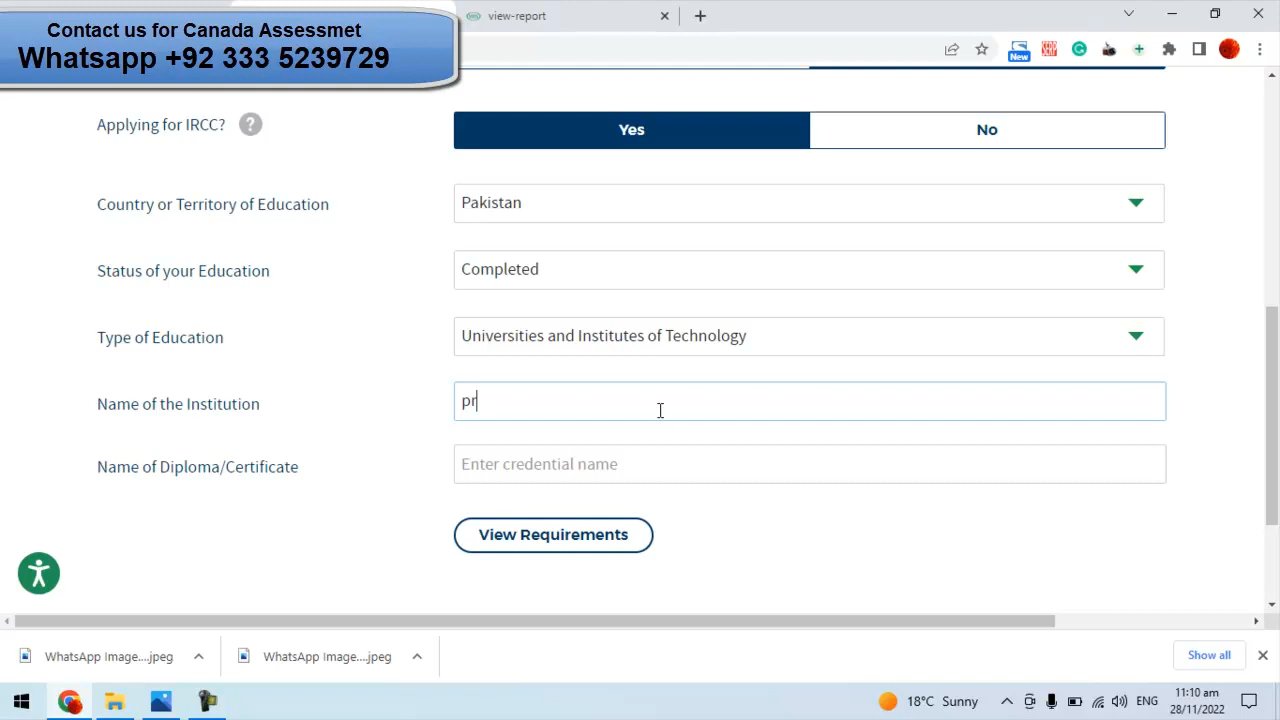 Contact us for Canada Assessmet
Whatsapp +92 333 5239729
view-report
New
Applying for IRCC? ?
Yes
No
Country or Territory of Education
Pakistan
Status of your Education
Completed
Type of Education
Universities and Institutes of Technology
Name of the Institution
pr
Name of Diploma/Certificate
Enter credential name
View Requirements
WhatsApp Image....jpeg
WhatsApp Image....jpeg
Show all
18°C Sunny
ENG
11:10 am
28/11/2022